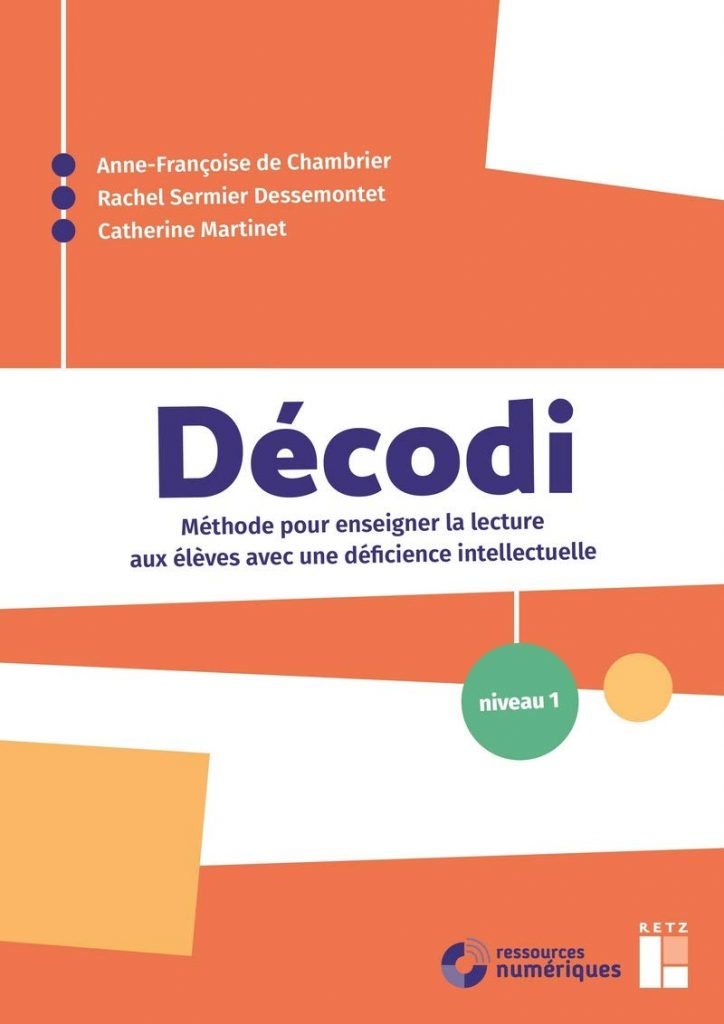 Anne-Françoise de Chambrier
Rachel Sermier Dessemontet
Catherine Martinet
Décodi
Méthode pour enseigner la lecture
aux élèves avec une déficience intellectuelle
niveau 1
ressources
numériques
RETZ